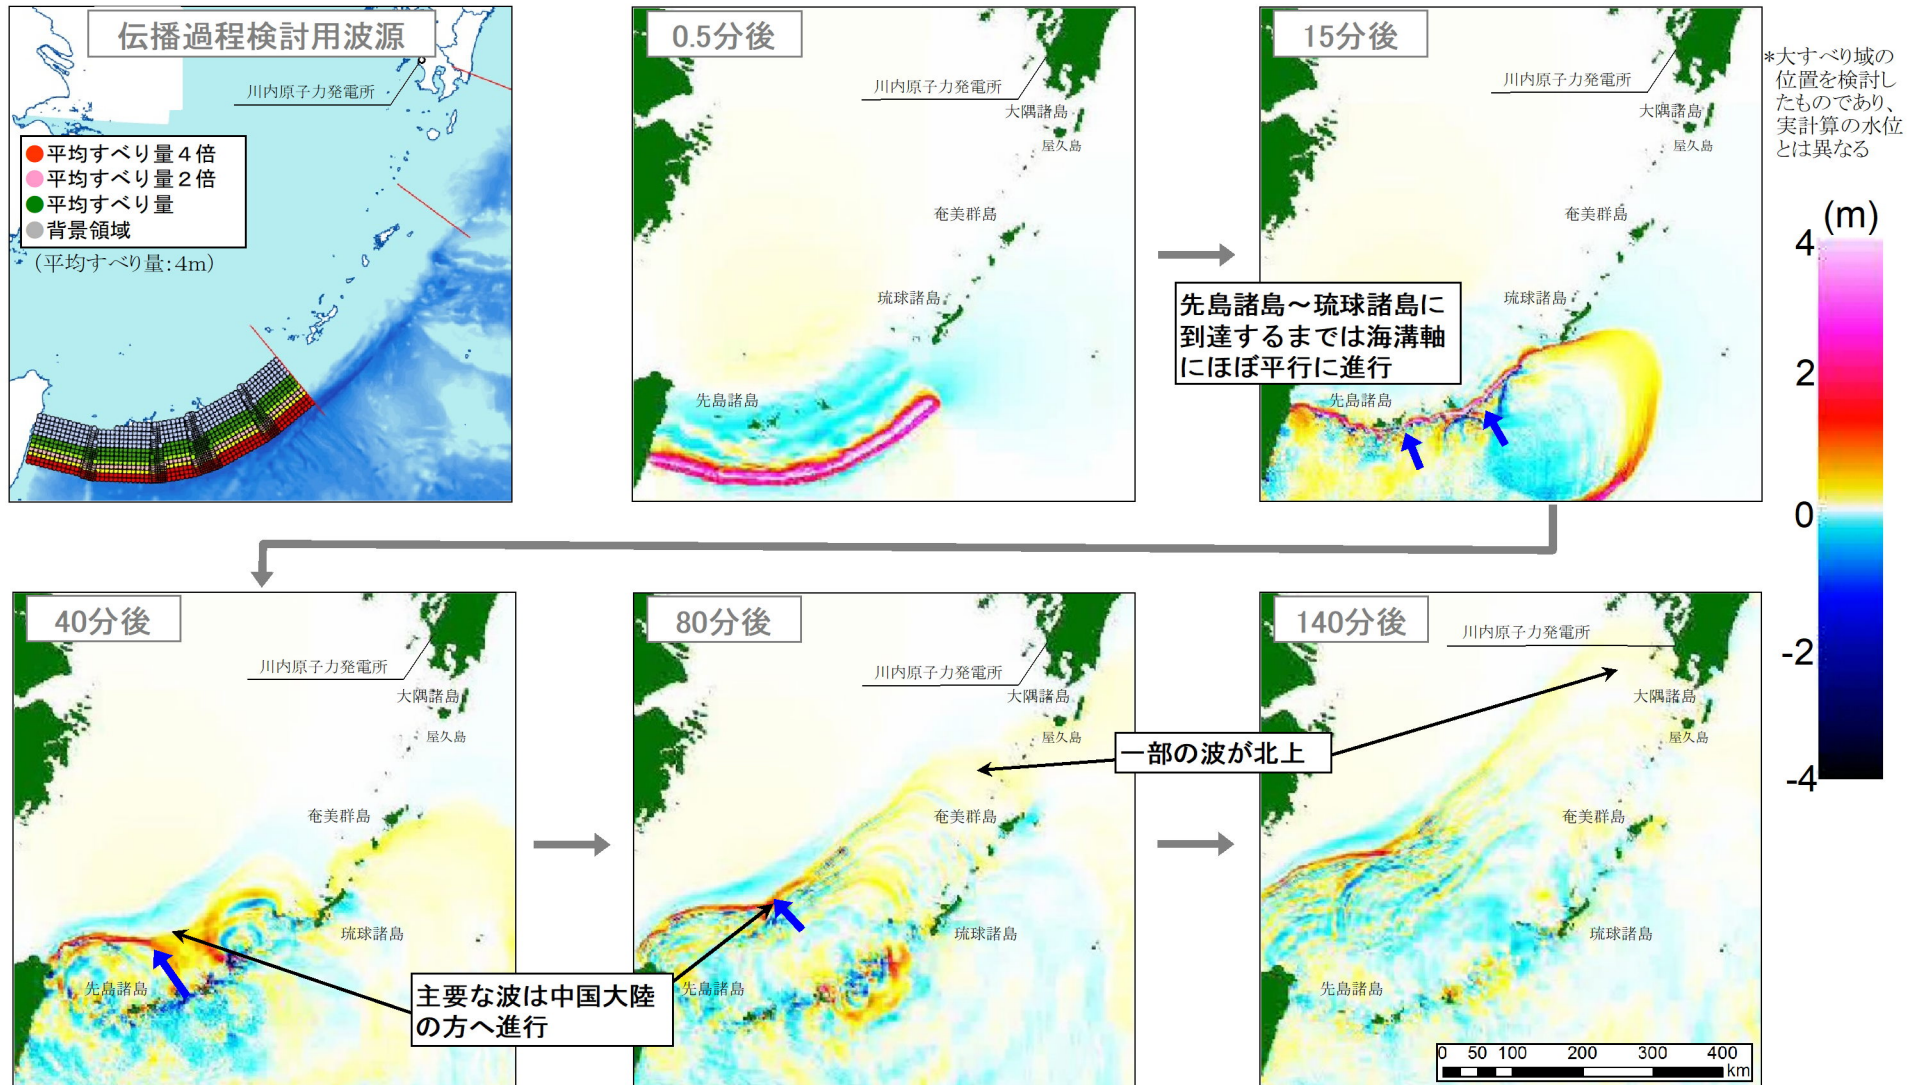 伝播過程検討用波源
川内原子力発電所
●平均すべり量4倍
●平均すべり量2倍
●平均すべり量
●背景領域
(平均すべり量:4m)
0.5分後
川内原子力発電所
大隅諸島
屋久島
奄美群島
琉球諸島
先島諸島
15分後
川内原子力発電所
大隅諸島
屋久島
奄美群島
琉球諸島
先島諸島
先島諸島～琉球諸島に
到達するまでは海溝軸
にほぼ平行に進行
*大すべり域の
位置を検討し
たものであり、
実計算の水位
とは異なる
(m)
4
2
0
-2
-4
40分後
川内原子力発電所
大隅諸島
屋久島
奄美群島
琉球諸島
先島諸島
主要な波は中国大陸
の方へ進行
80分後
川内原子力発電所
大隅諸島
屋久島
奄美群島
琉球諸島
先島諸島
一部の波が北上
140分後
川内原子力発電所
大隅諸島
屋久島
奄美群島
琉球諸島
先島諸島
0 50 100 200 300 400
km